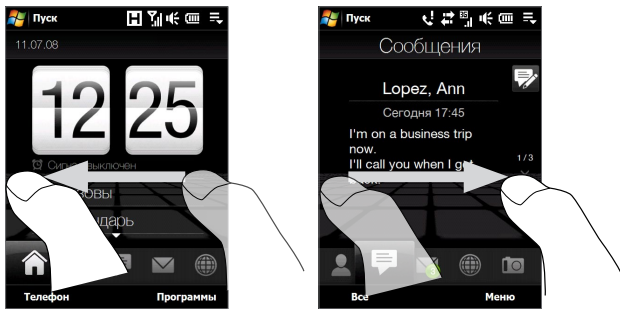 Пуск
H
11.07.08
12 25
Сигнал выключен
Телефон
Программы
Пуск
Сообщения
Lopez, Ann
Сегодня 17:45
I'm on a business trip
now.
I'll call you when I get
1/3
Все
Меню